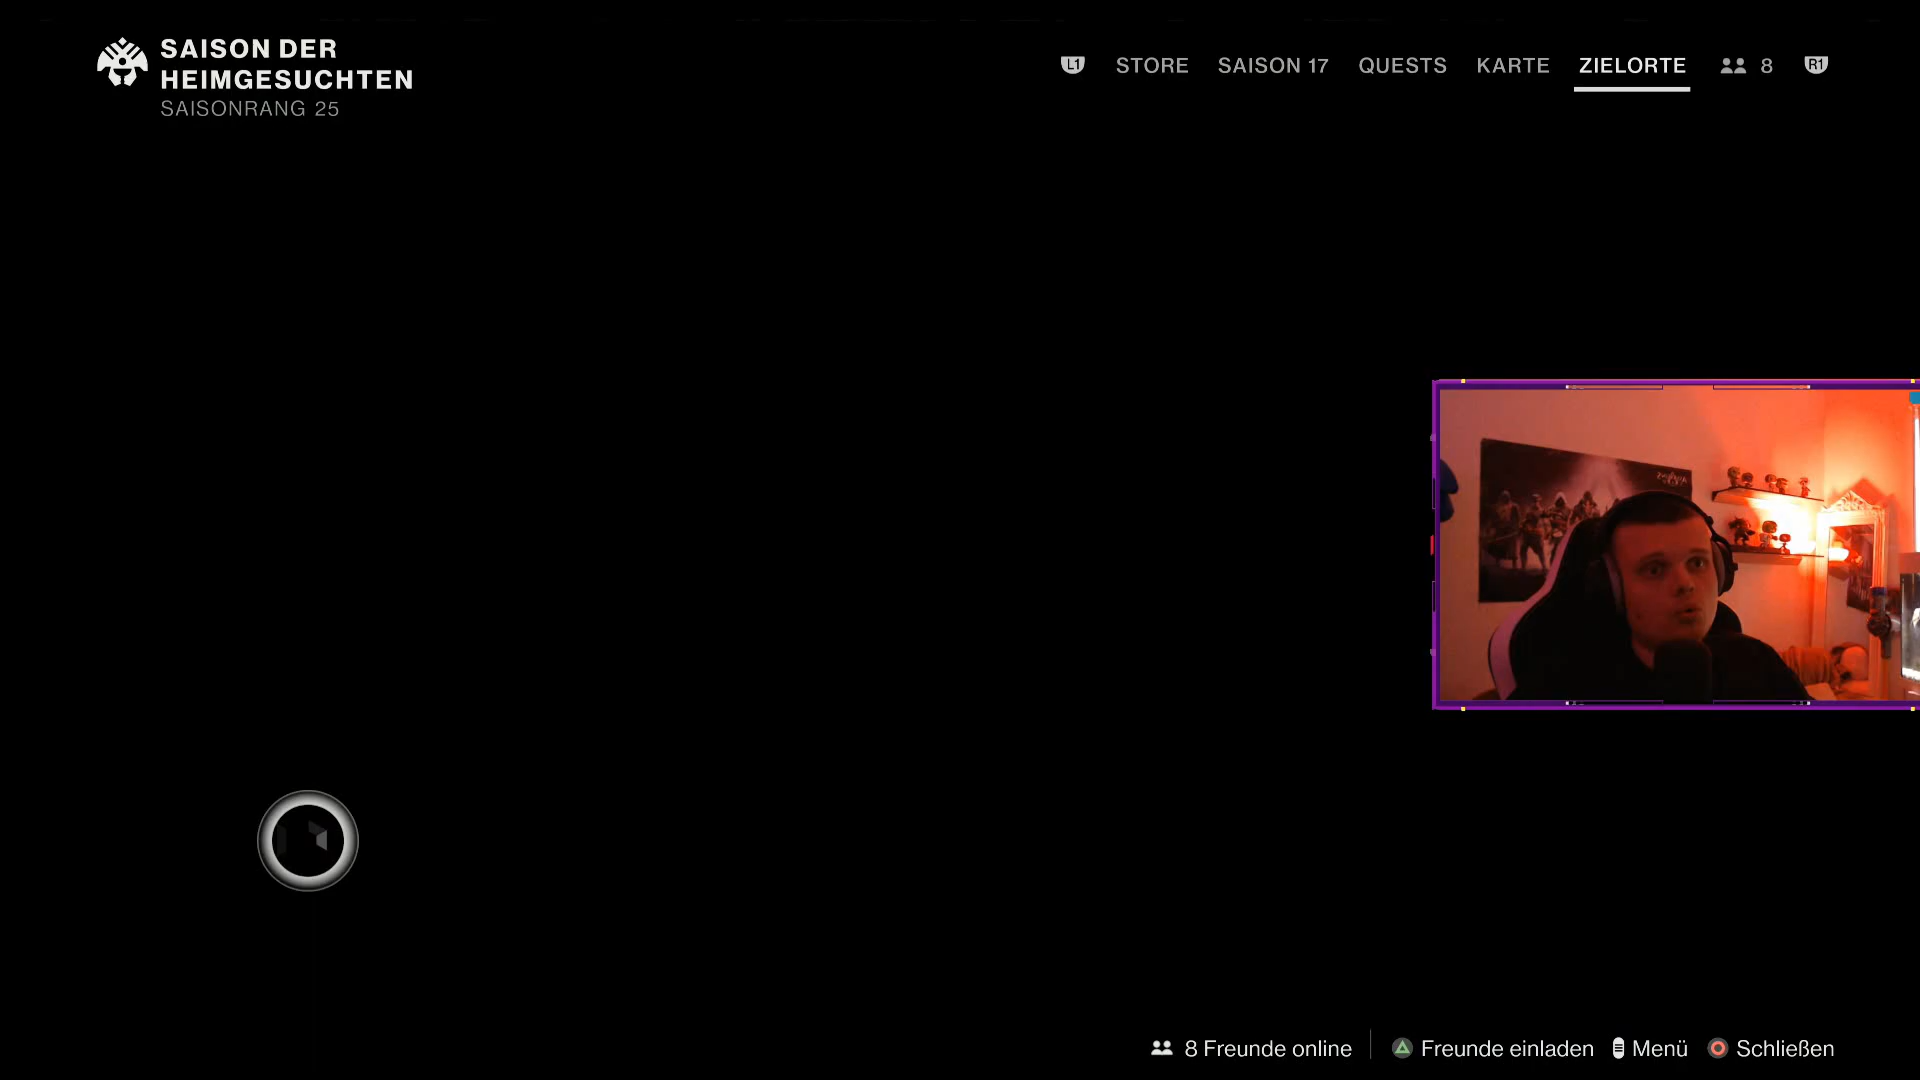 SAISON DER
HEIMGESUCHTEN
SAISONRANG 25
L1 STORE SAISON 17 QUESTS KARTE ZIELORTE 8 R1
8 Freunde online Freunde einladen Menü Schließen